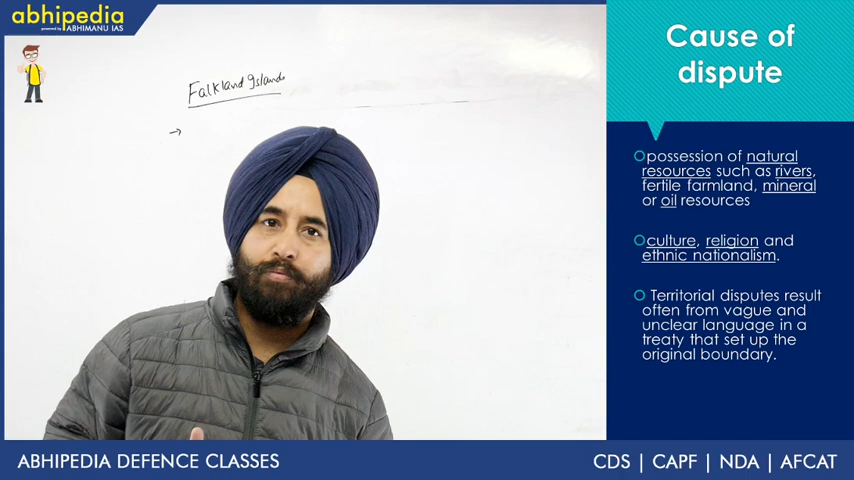 abhipedia
powered by ABHIMANU IAS
Falkland Islands
→
Cause of
dispute
possession of natural
resources such as rivers,
fertile farmland, mineral
or oil resources
culture, religion and
ethnic nationalism.
Territorial disputes result
often from vague and
unclear language in a
treaty that set up the
original boundary.
ABHIPEDIA DEFENCE CLASSES
CDS | CAPF | NDA | AFCAT